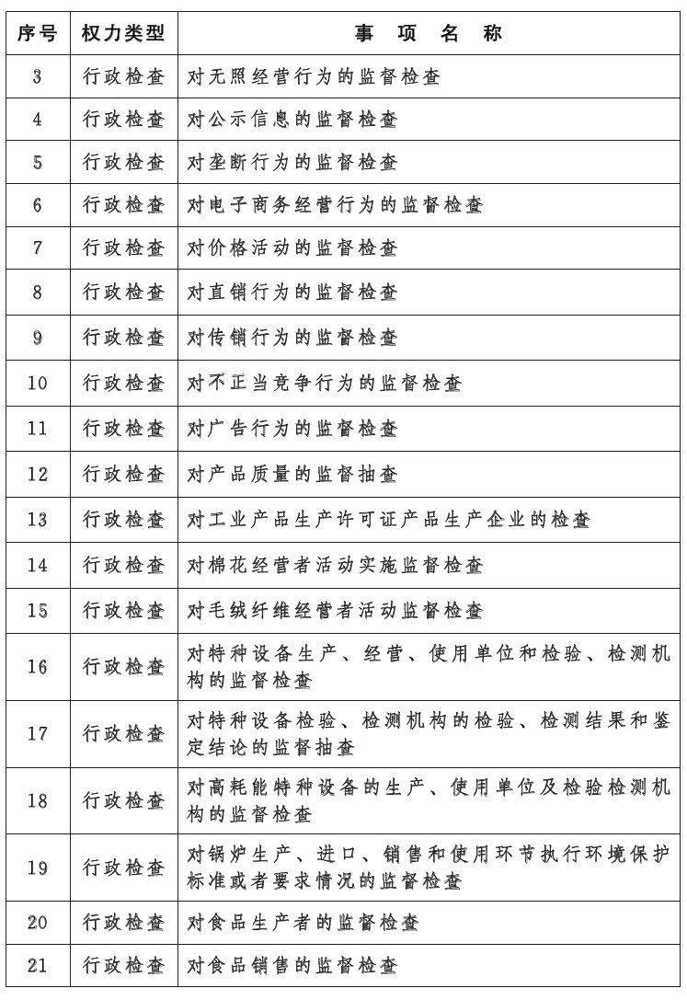 序号 权力类型 事项名称
3 行政检查 对无照经营行为的监督检查
4 行政检查 对公示信息的监督检查
5 行政检查 对垄断行为的监督检查
6 行政检查 对电子商务经营行为的监督检查
7 行政检查 对价格活动的监督检查
8 行政检查 对直销行为的监督检查
9 行政检查 对传销行为的监督检查
10 行政检查 对不正当竞争行为的监督检查
11 行政检查 对广告行为的监督检查
12 行政检查 对产品质量的监督抽查
13 行政检查 对工业产品生产许可证产品生产企业的检查
14 行政检查 对棉花经营者活动实施监督检查
15 行政检查 对毛绒纤维经营者活动监督检查
16 行政检查 对特种设备生产、经营、使用单位和检验、检测机
构的监督检查
17 行政检查 对特种设备检验、检测机构的检验、检测结果和鉴
定结论的监督抽查
18 行政检查 对高耗能特种设备的生产、使用单位及检验检测机
构的监督检查
19 行政检查 对锅炉生产、进口、销售和使用环节执行环境保护
标准或者要求情况的监督检查
20 行政检查 对食品生产者的监督检查
21 行政检查 对食品销售的监督检查